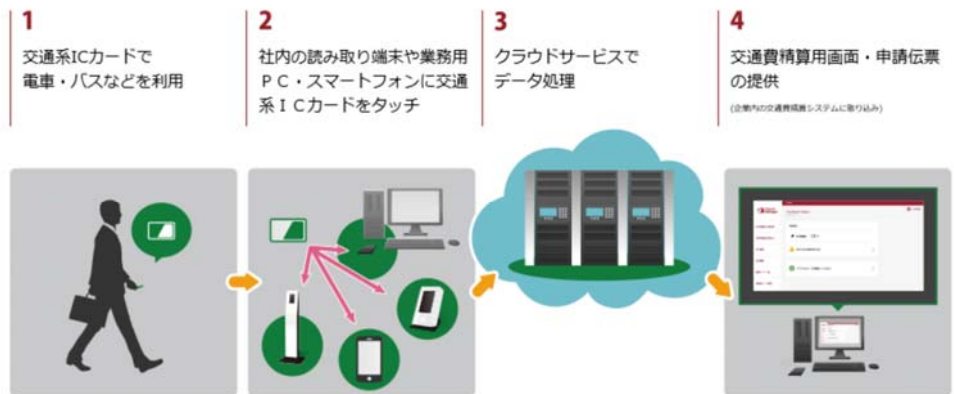 1
交通系ICカードで
電車・バスなどを利用
2
社内の読み取り端末や業務用
ＰＣ・スマートフォンに交通
系ＩＣカードをタッチ
3
クラウドサービスで
データ処理
4
交通費精算用画面・申請伝票
の提供
(企業内の交通費精算システムに取り込み)